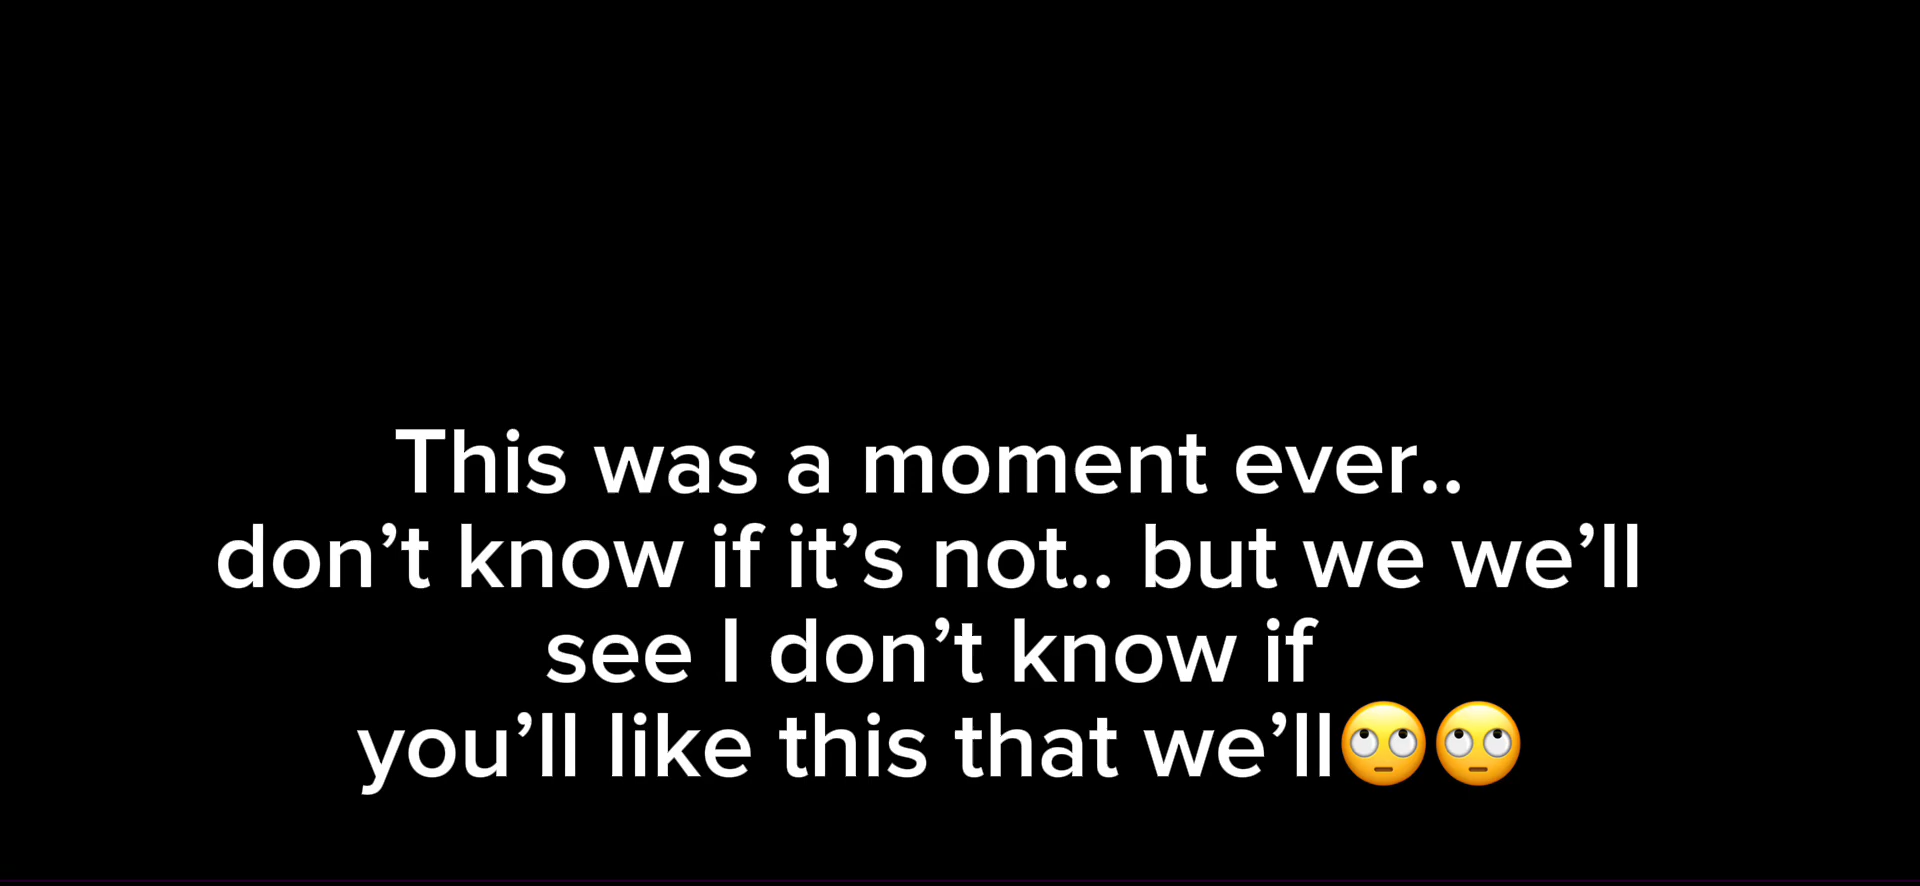 This was a moment ever..
don’t know if it’s not.. but we we’ll
see I don’t know if
you’ll like this that we’ll🙄🙄